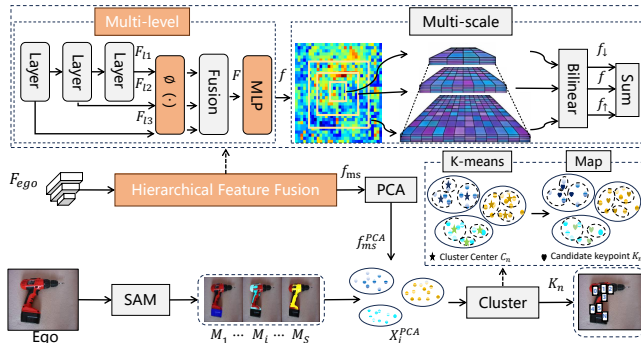 Multi-level
Multi-scale
Layer
Layer
Layer
F_{l1}
F_{l2}
F_{l3}
ϕ (·)
Fusion
F
MLP
f
Bilinear
f_↓
f
f_↑
Sum
F_{ego}
Hierarchical Feature Fusion
f_{ms}
PCA
f_{ms}^{PCA}
K-means
Map
Cluster Center C_n
Candidate keypoint K_n
Ego
SAM
M_1 ··· M_i ··· M_S
X_i^{PCA}
Cluster
K_n